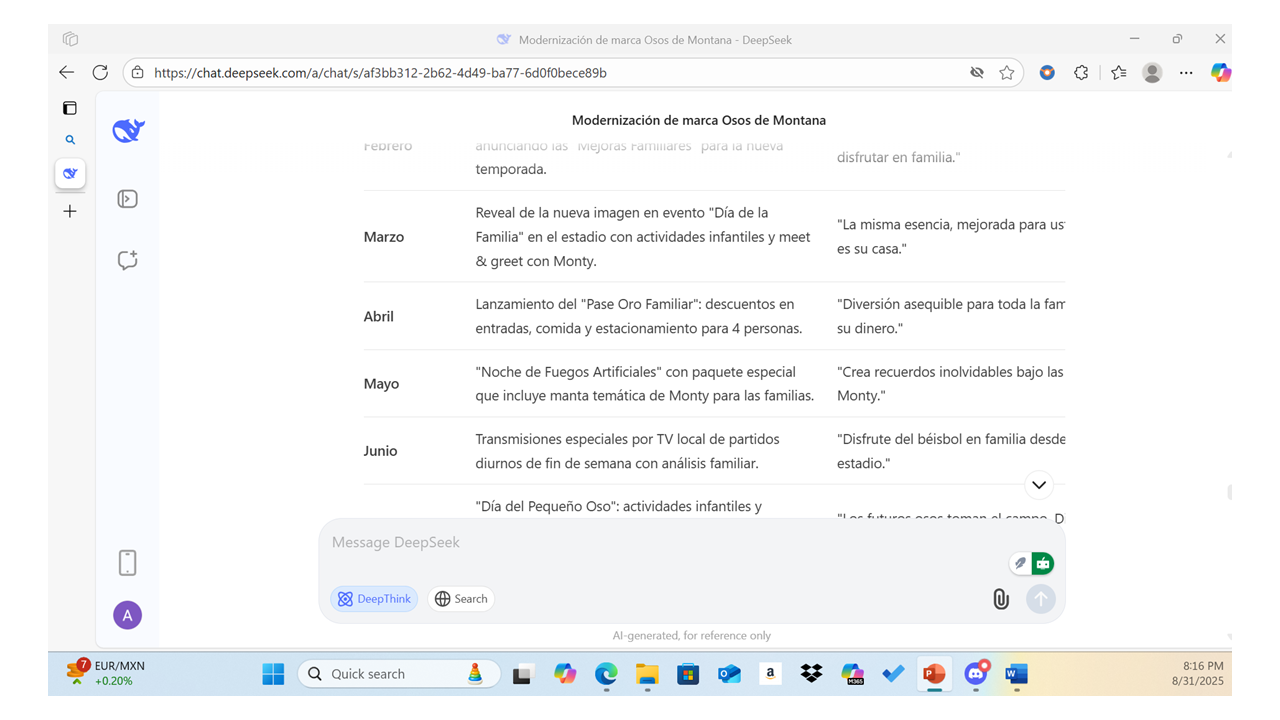 Modernización de marca Osos de Montana - DeepSeek
https://chat.deepseek.com/a/chat/s/af3bb312-2b62-4d49-ba77-6d0f0bece89b
Modernización de marca Osos de Montana
Febrero
anunciando las "Mejoras Familiares" para la nueva
temporada.
disfrutar en familia."
Marzo
Reveal de la nueva imagen en evento "Día de la
Familia" en el estadio con actividades infantiles y meet
& greet con Monty.
"La misma esencia, mejorada para us
es su casa."
Abril
Lanzamiento del "Pase Oro Familiar": descuentos en
entradas, comida y estacionamiento para 4 personas.
"Diversión asequible para toda la fam
su dinero."
Mayo
"Noche de Fuegos Artificiales" con paquete especial
que incluye manta temática de Monty para las familias.
"Crea recuerdos inolvidables bajo las
Monty."
Junio
Transmisiones especiales por TV local de partidos
diurnos de fin de semana con análisis familiar.
"Disfrute del béisbol en familia desde
estadio."
"Día del Pequeño Oso": actividades infantiles y
"Los futuros osos toman el campo. D
Message DeepSeek
DeepThink
Search
AI-generated, for reference only
A
7
EUR/MXN
+0.20%
Quick search
a
M365
P
W
8:16 PM
8/31/2025